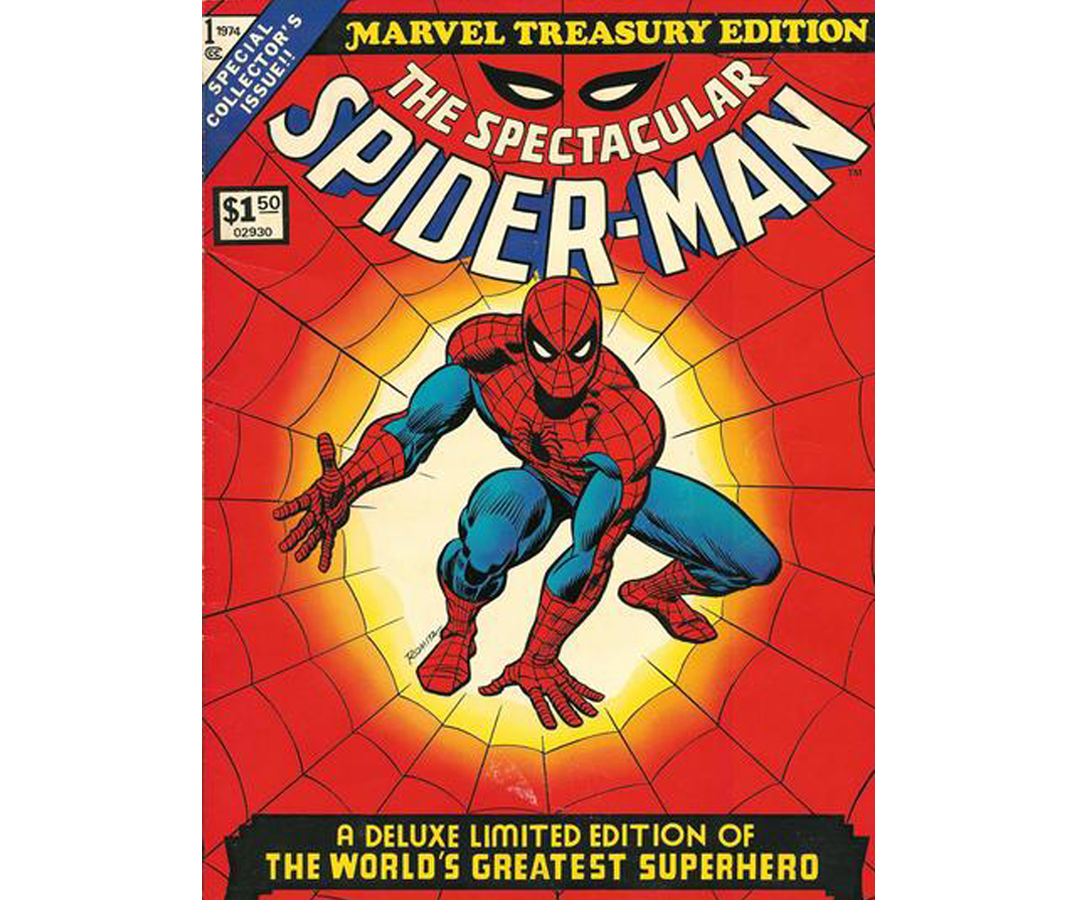 1 1974
CC
SPECIAL
COLLECTOR'S
ISSUE!!
MARVEL TREASURY EDITION
THE SPECTACULAR
SPIDER-MAN
TM
$1 50
02930
ROMITA
A DELUXE LIMITED EDITION OF
THE WORLD'S GREATEST SUPERHERO